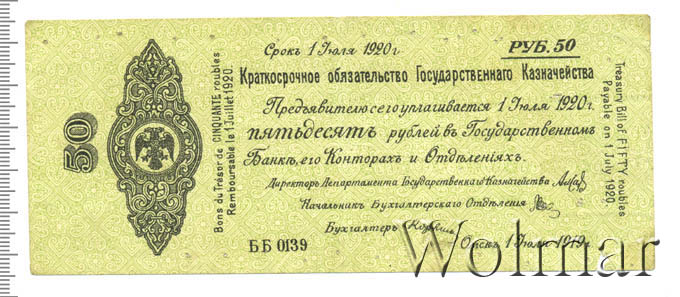 Срокъ 1 Іюля 1920 г.
РУБ. 50
Краткосрочное обязательство Государственнаго Казначейства
Предъявителю сего уплачивается 1 Іюля 1920 г.
пятьдесятъ рублей въ Государственномъ
Банкѣ, его Конторахъ и Отдѣленіяхъ.
Директоръ Департамента Государственнаго Казначейства
Начальникъ Бухгалтерскаго Отдѣленія
Бухгалтеръ
Омскъ, 1 Іюля 1919 г.
ББ 0139
50
Bons du Trésor de CINQUANTE roubles
Remboursable le 1 Juillet 1920.
Treasury Bill of FIFTY roubles
Payable on 1 July 1920.
Wolmar